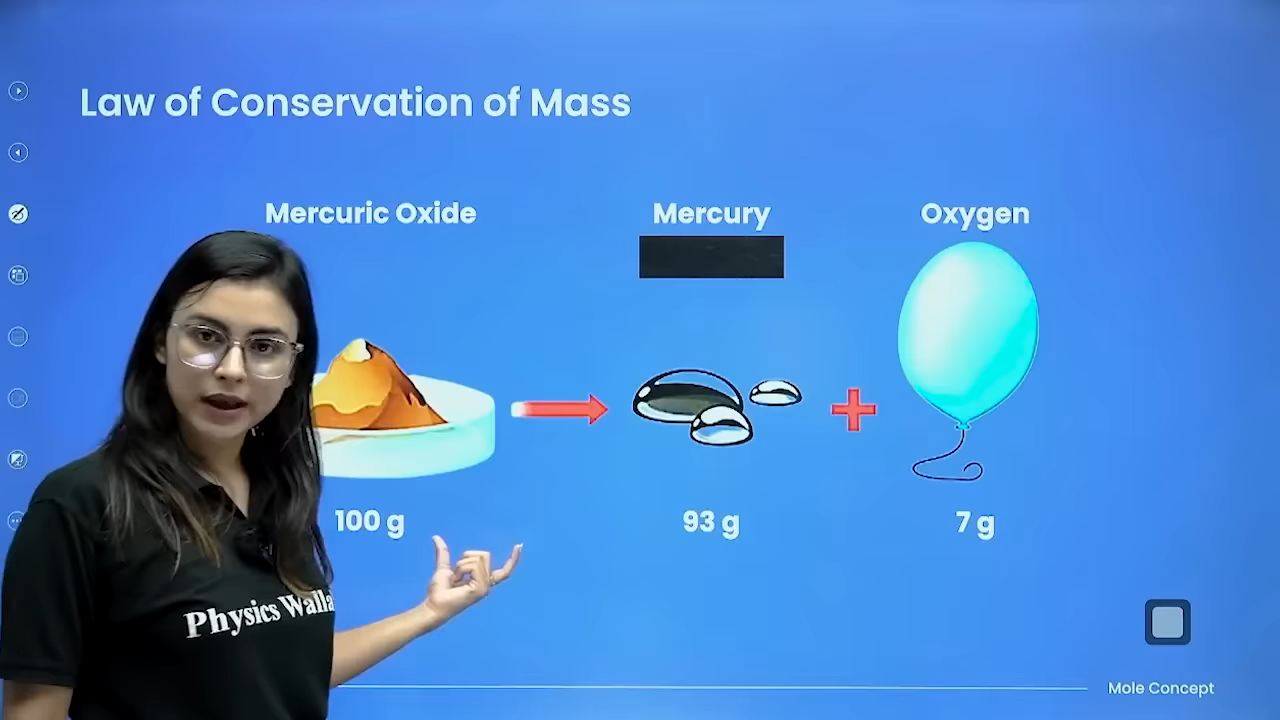 Law of Conservation of Mass
Mercuric Oxide
Mercury
Oxygen
100 g
93 g
7 g
Physics Walla
Mole Concept